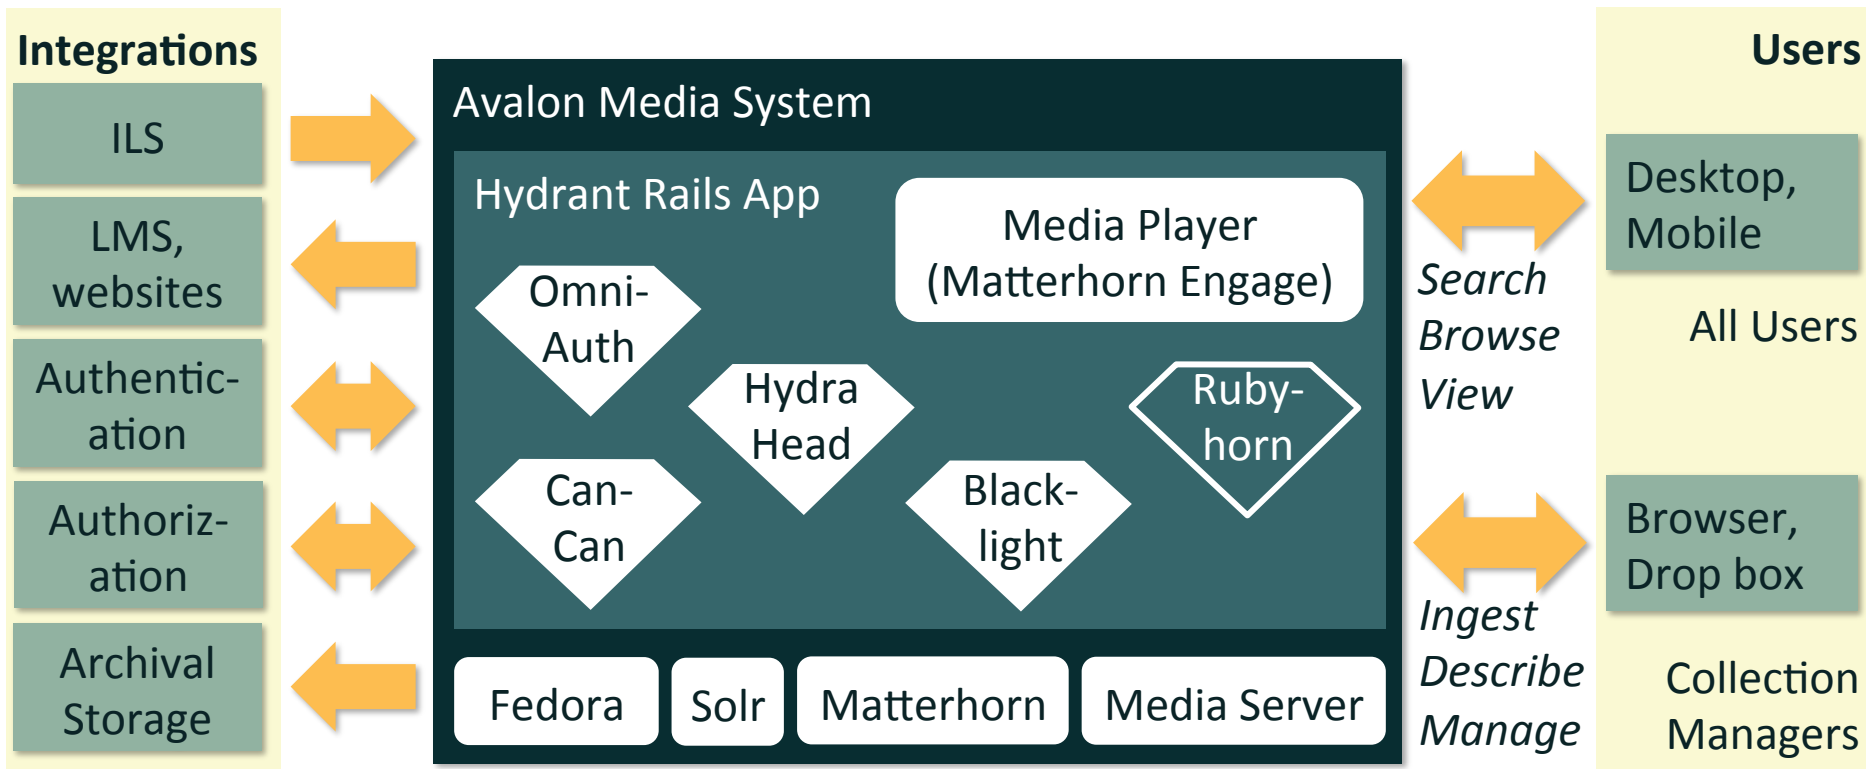 Integrations
ILS
LMS,
websites
Authentic-
ation
Authoriz-
ation
Archival
Storage
Avalon Media System
Hydrant Rails App
Media Player
(Matterhorn Engage)
Omni-
Auth
Hydra
Head
Ruby-
horn
Can-
Can
Black-
light
Fedora
Solr
Matterhorn
Media Server
Search
Browse
View
Ingest
Describe
Manage
Users
Desktop,
Mobile
All Users
Browser,
Drop box
Collection
Managers